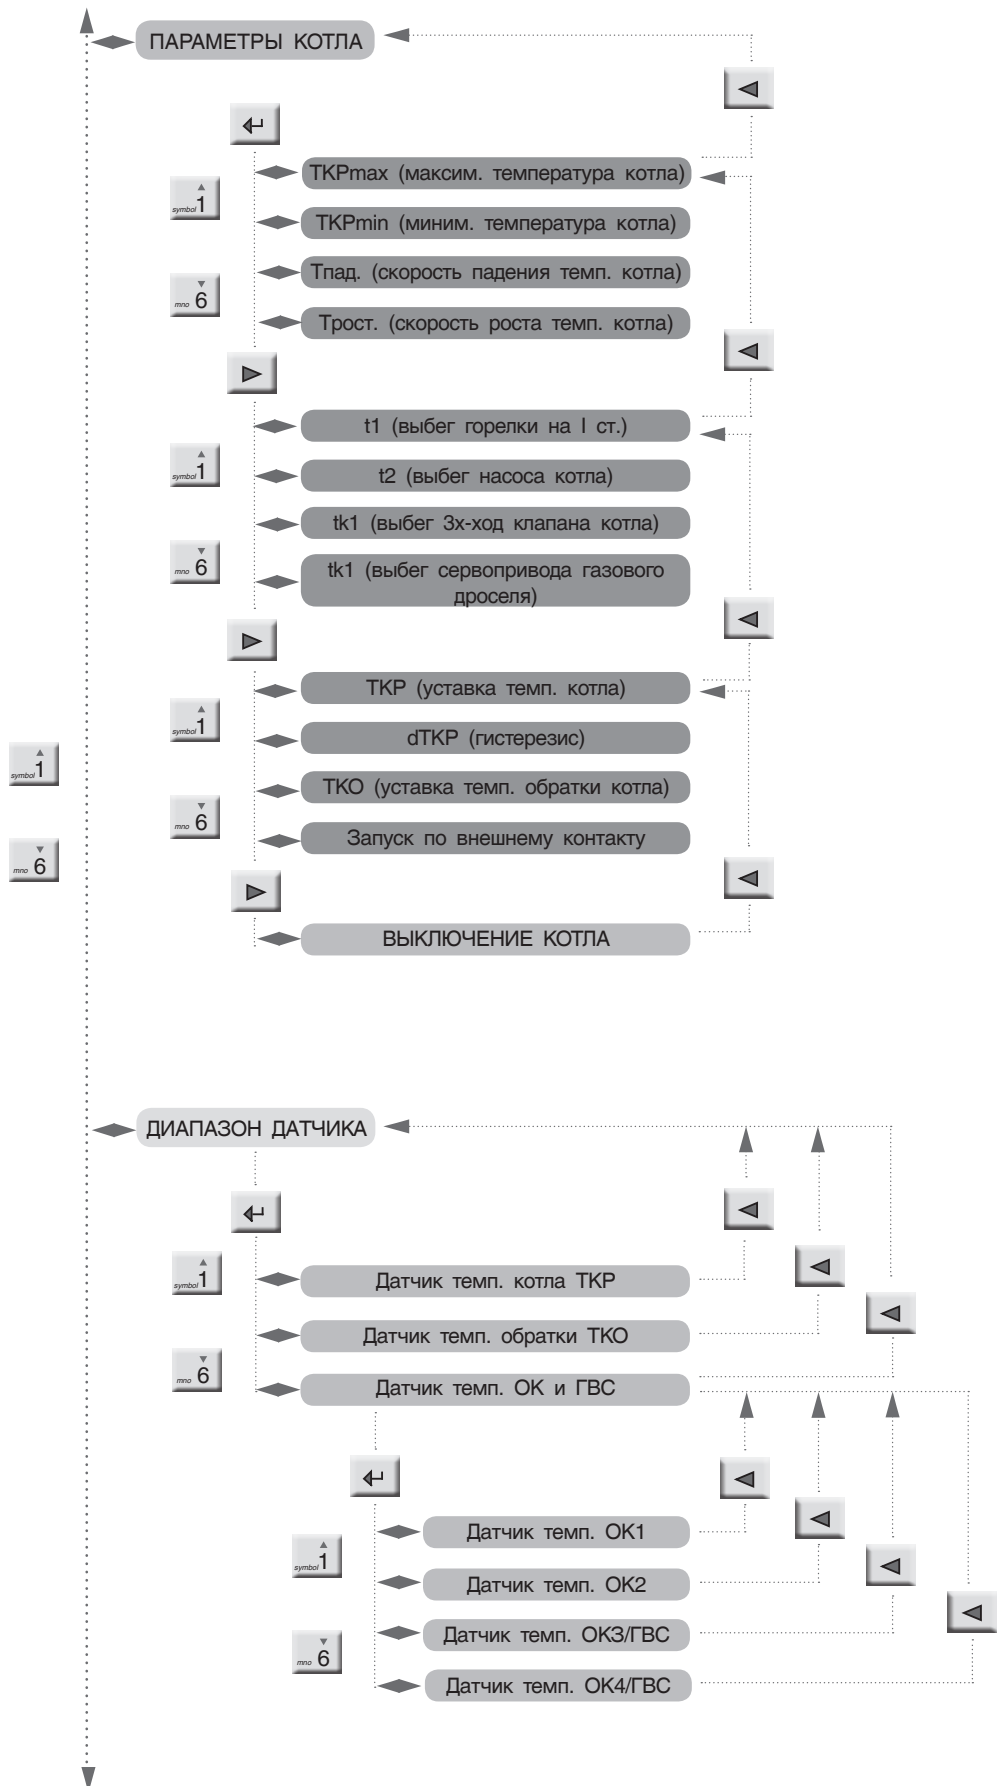 ПАРАМЕТРЫ КОТЛА
TKPmax (максим. температура котла)
symbol 1
TKPmin (миним. температура котла)
Тпад. (скорость падения темп. котла)
mno 6
Трост. (скорость роста темп. котла)
t1 (выбег горелки на I ст.)
symbol 1
t2 (выбег насоса котла)
tk1 (выбег 3х-ход клапана котла)
mno 6
tk1 (выбег сервопривода газового
дроселя)
ТКР (уставка темп. котла)
symbol 1
dТКР (гистерезис)
symbol 1
ТКО (уставка темп. обратки котла)
mno 6
Запуск по внешнему контакту
mno 6
ВЫКЛЮЧЕНИЕ КОТЛА
ДИАПАЗОН ДАТЧИКА
symbol 1
Датчик темп. котла ТКР
Датчик темп. обратки ТКО
mno 6
Датчик темп. ОК и ГВС
Датчик темп. ОК1
symbol 1
Датчик темп. ОК2
Датчик темп. ОК3/ГВС
mno 6
Датчик темп. ОК4/ГВС